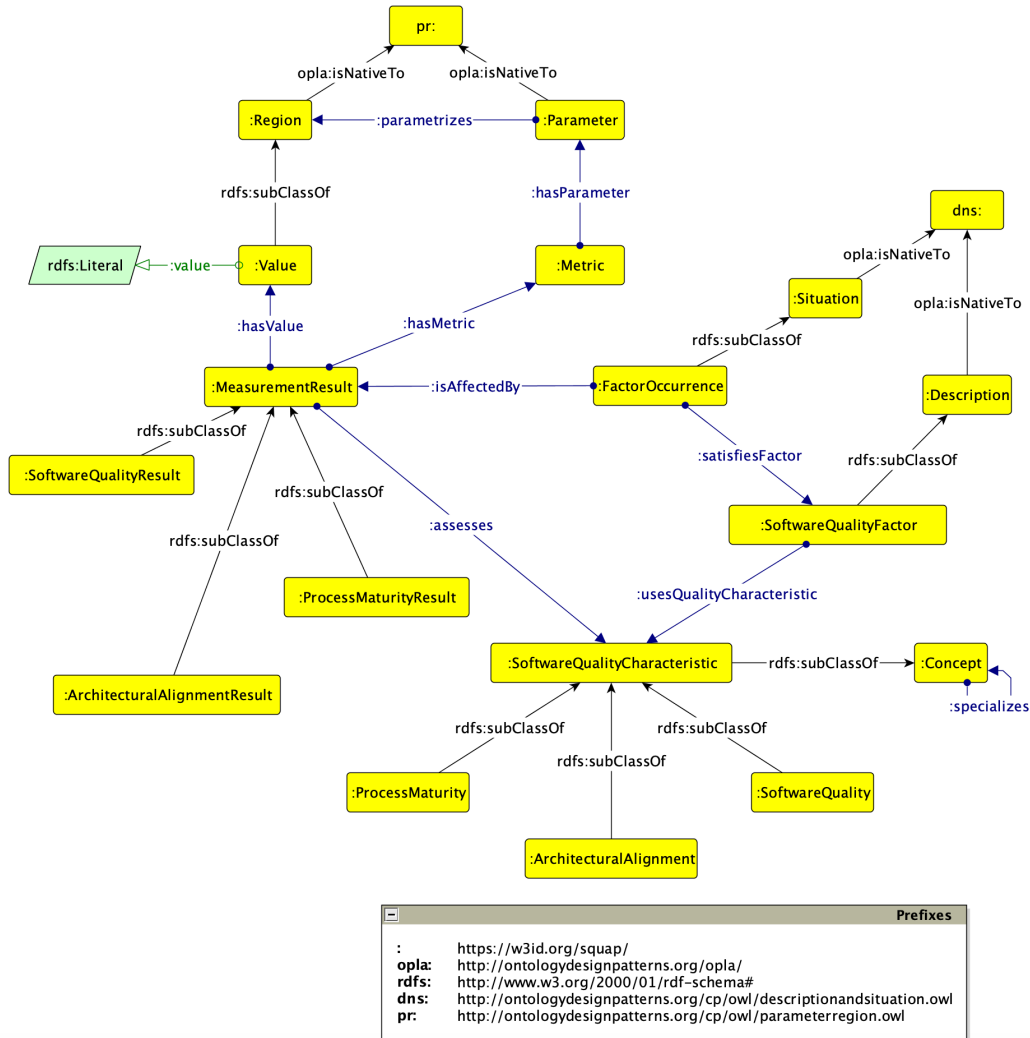 pr:
opla:isNativeTo
opla:isNativeTo
:Region
:parametrizes
:Parameter
rdfs:subClassOf
:hasParameter
dns:
rdfs:Literal
:value
:Value
:Metric
opla:isNativeTo
:Situation
opla:isNativeTo
:hasValue
:hasMetric
rdfs:subClassOf
:MeasurementResult
:isAffectedBy
:FactorOccurrence
:Description
rdfs:subClassOf
:satisfiesFactor
rdfs:subClassOf
:SoftwareQualityResult
rdfs:subClassOf
:assesses
:SoftwareQualityFactor
rdfs:subClassOf
:ProcessMaturityResult
:usesQualityCharacteristic
:SoftwareQualityCharacteristic
rdfs:subClassOf
:Concept
:ArchitecturalAlignmentResult
:specializes
rdfs:subClassOf
rdfs:subClassOf
rdfs:subClassOf
:ProcessMaturity
:SoftwareQuality
:ArchitecturalAlignment
Prefixes
: https://w3id.org/squap/
opla: http://ontologydesignpatterns.org/opla/
rdfs: http://www.w3.org/2000/01/rdf-schema#
dns: http://ontologydesignpatterns.org/cp/owl/descriptionandsituation.owl
pr: http://ontologydesignpatterns.org/cp/owl/parameterregion.owl